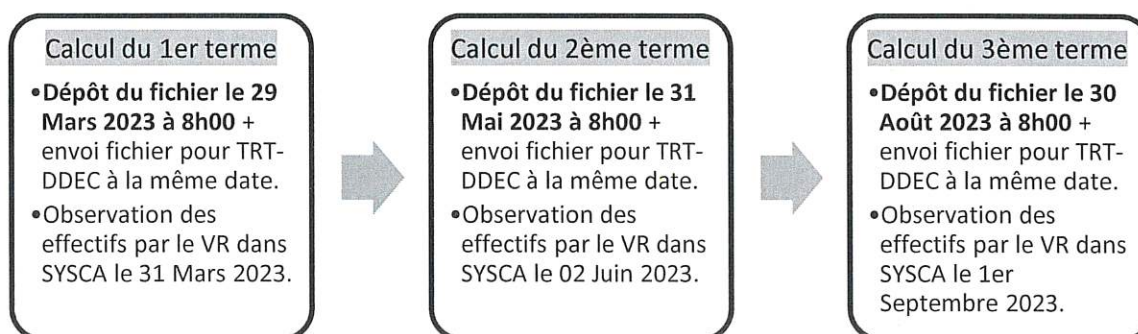 Calcul du 1er terme
•Dépôt du fichier le 29
Mars 2023 à 8h00 +
envoi fichier pour TRT-
DDEC à la même date.
•Observation des
effectifs par le VR dans
SYSCA le 31 Mars 2023.
Calcul du 2ème terme
•Dépôt du fichier le 31
Mai 2023 à 8h00 +
envoi fichier pour TRT-
DDEC à la même date.
•Observation des
effectifs par le VR dans
SYSCA le 02 Juin 2023.
Calcul du 3ème terme
•Dépôt du fichier le 30
Août 2023 à 8h00 +
envoi fichier pour TRT-
DDEC à la même date.
•Observation des
effectifs par le VR dans
SYSCA le 1er
Septembre 2023.